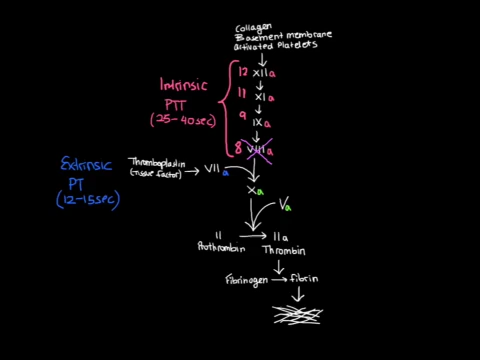 Collagen
Basement membrane
Activated Platelets
12 XIIa
11 XIa
9 IXa
8 VIIIa
Intrinsic
PTT
(25-40sec)
Extrinsic
PT
(12-15sec)
Thromboplastin
(tissue factor)
VIIa
Xa
Va
II
Prothrombin
IIa
Thrombin
Fibrinogen
fibrin